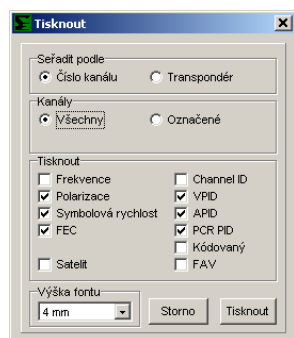 Tisknout
Seřadit podle
Číslo kanálu Transpondér
Kanály
Všechny Označené
Tisknout
Frekvence Channel ID
Polarizace VPID
Symbolová rychlost APID
FEC PCR PID
Kódovaný
Satelit FAV
Výška fontu
4 mm Storno Tisknout